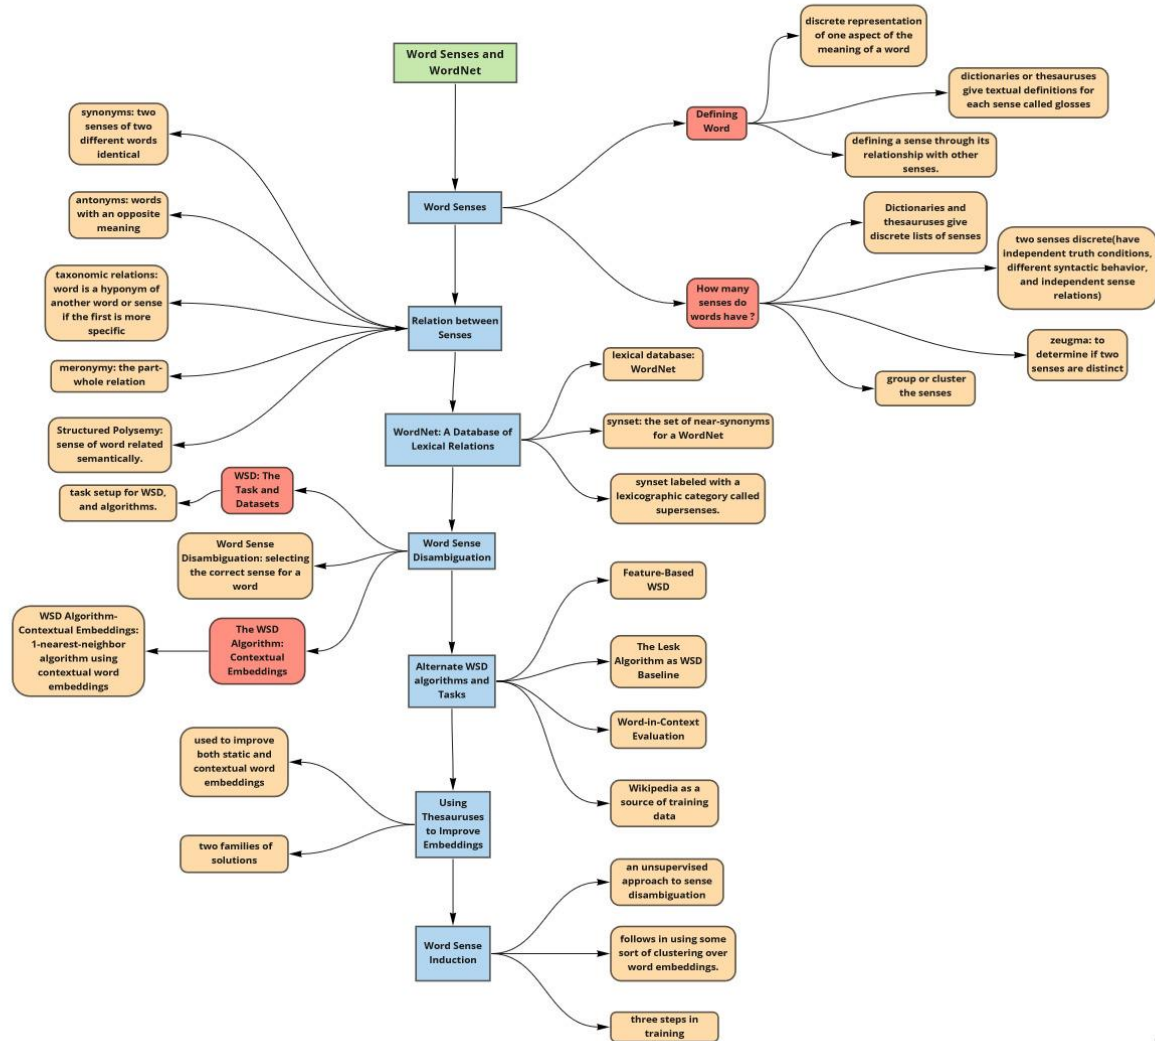 Word Senses and
WordNet
Word Senses
Defining
Word
discrete representation
of one aspect of the
meaning of a word
dictionaries or thesauruses
give textual definitions for
each sense called glosses
defining a sense through its
relationship with other
senses.
How many
senses do
words have ?
Dictionaries and
thesauruses give
discrete lists of senses
two senses discrete(have
independent truth conditions,
different syntactic behavior,
and independent sense
relations)
zeugma: to
determine if two
senses are distinct
group or cluster
the senses
Relation between
Senses
synonyms: two
senses of two
different words
identical
antonyms: words
with an opposite
meaning
taxonomic relations:
word is a hyponym of
another word or sense
if the first is more
specific
meronymy: the part-
whole relation
Structured Polysemy:
sense of word related
semantically.
WordNet: A Database of
Lexical Relations
lexical database:
WordNet
synset: the set of near-synonyms
for a WordNet
synset labeled with a
lexicographic category called
supersenses.
Word Sense
Disambiguation
WSD: The
Task and
Datasets
task setup for WSD,
and algorithms.
Word Sense
Disambiguation: selecting
the correct sense for a
word
The WSD
Algorithm:
Contextual
Embeddings
WSD Algorithm-
Contextual Embeddings:
1-nearest-neighbor
algorithm using
contextual word
embeddings
Alternate WSD
algorithms and
Tasks
Feature-Based
WSD
The Lesk
Algorithm as WSD
Baseline
Word-in-Context
Evaluation
Wikipedia as a
source of training
data
Using
Thesauruses
to Improve
Embeddings
used to improve
both static and
contextual word
embeddings
two families of
solutions
Word Sense
Induction
an unsupervised
approach to sense
disambiguation
follows in using some
sort of clustering over
word embeddings.
three steps in
training